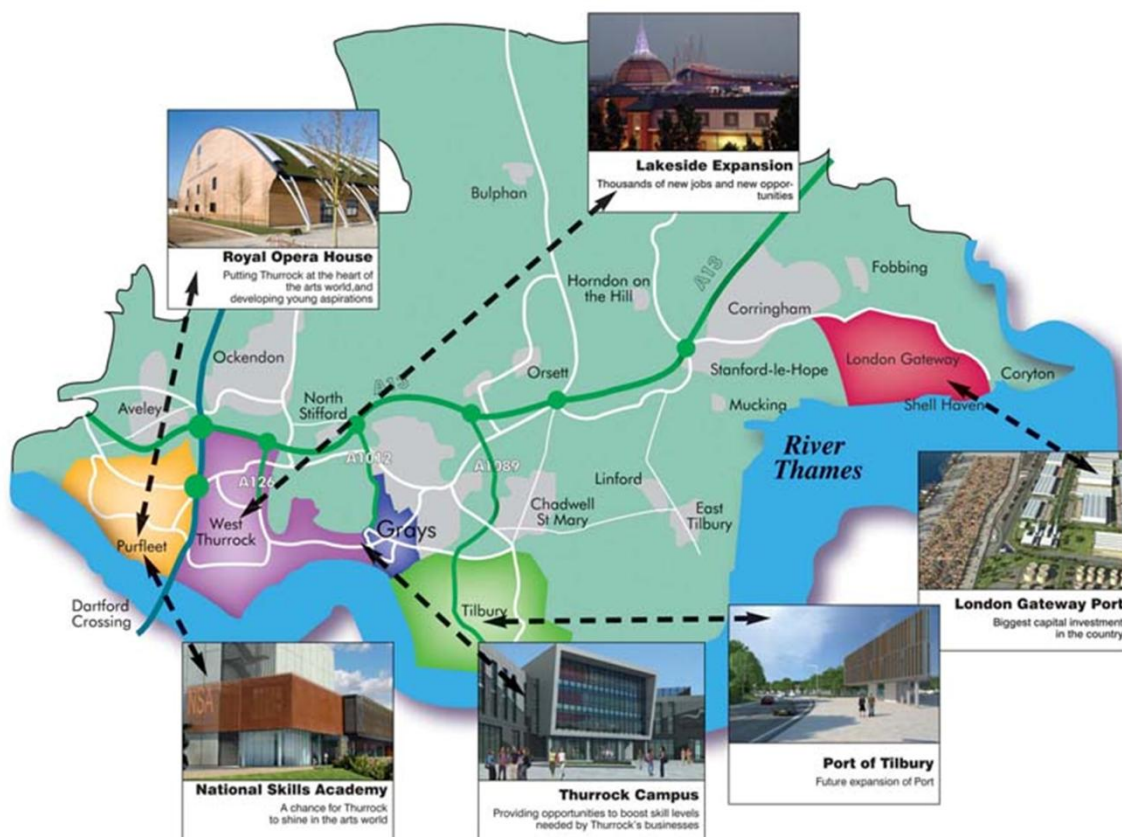 Lakeside Expansion
Thousands of new jobs and new oppor-
tunities
Bulphan
Royal Opera House
Putting Thurrock at the heart of
the arts world,and
developing young aspirations
A13
Fobbing
Horndon on
the Hill
Corringham
Ockendon
Orsett
London Gateway
Stanford-le-Hope
Coryton
A13
North
Stifford
Aveley
Mucking
Shell Haven
River
Thames
A1012
A1089
A126
Linford
Chadwell
St Mary
East
Tilbury
West
Thurrock
Grays
Purfleet
Dartford
Crossing
Tilbury
London Gateway Port
Biggest capital investment
in the country
NSA
National Skills Academy
A chance for Thurrock
to shine in the arts world
Thurrock Campus
Providing opportunities to boost skill levels
needed by Thurrock's businesses
Port of Tilbury
Future expansion of Port